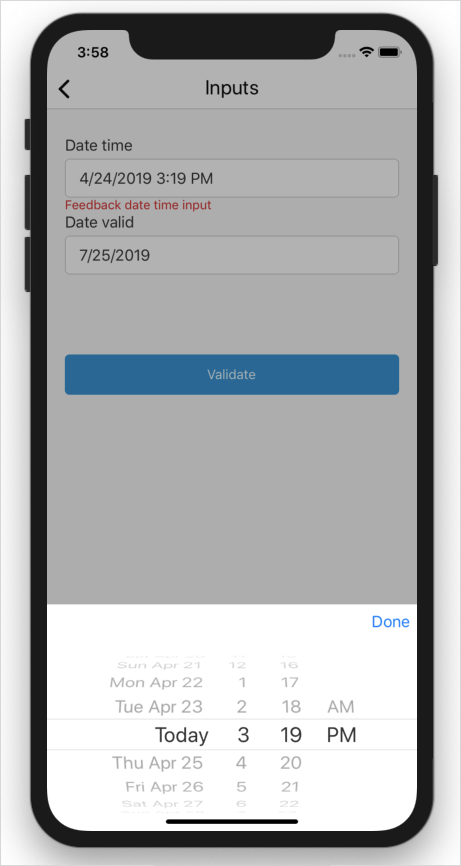 3:58
Inputs
Date time
4/24/2019 3:19 PM
Feedback date time input
Date valid
7/25/2019
Validate
Done
Sun Apr 21 12 16
Mon Apr 22 1 17
Tue Apr 23 2 18 AM
Today 3 19 PM
Thu Apr 25 4 20
Fri Apr 26 5 21
Sat Apr 27 6 22